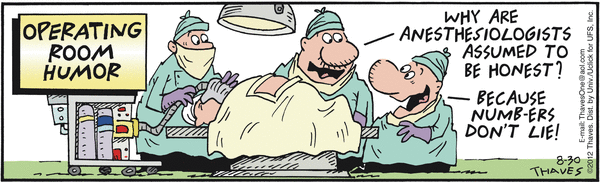 OPERATING
ROOM
HUMOR
WHY ARE
ANESTHESIOLOGISTS
ASSUMED TO
BE HONEST?
BECAUSE
NUMB-ERS
DON'T LIE!
8-30
THAVES
E-mail: ThavesOne@aol.com
©2012 Thaves. Dist. by Univ./Uclick for UFS, Inc.